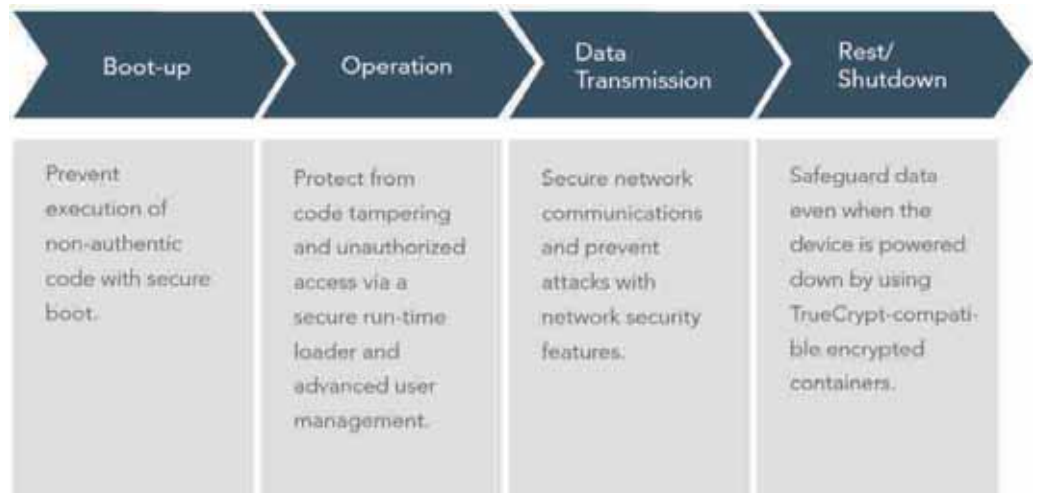 Boot-up
Operation
Data
Transmission
Rest/
Shutdown
Prevent
execution of
non-authentic
code with secure
boot.
Protect from
code tampering
and unauthorized
access via a
secure run-time
loader and
advanced user
management.
Secure network
communications
and prevent
attacks with
network security
features.
Safeguard data
even when the
device is powered
down by using
TrueCrypt-compati-
ble encrypted
containers.